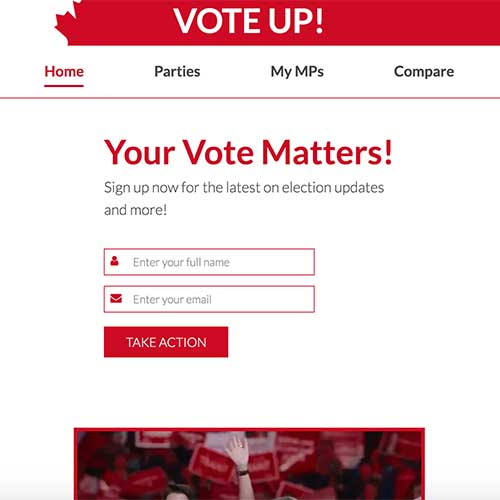 VOTE UP!
Home Parties My MPs Compare
Your Vote Matters!
Sign up now for the latest on election updates
and more!
Enter your full name
Enter your email
TAKE ACTION